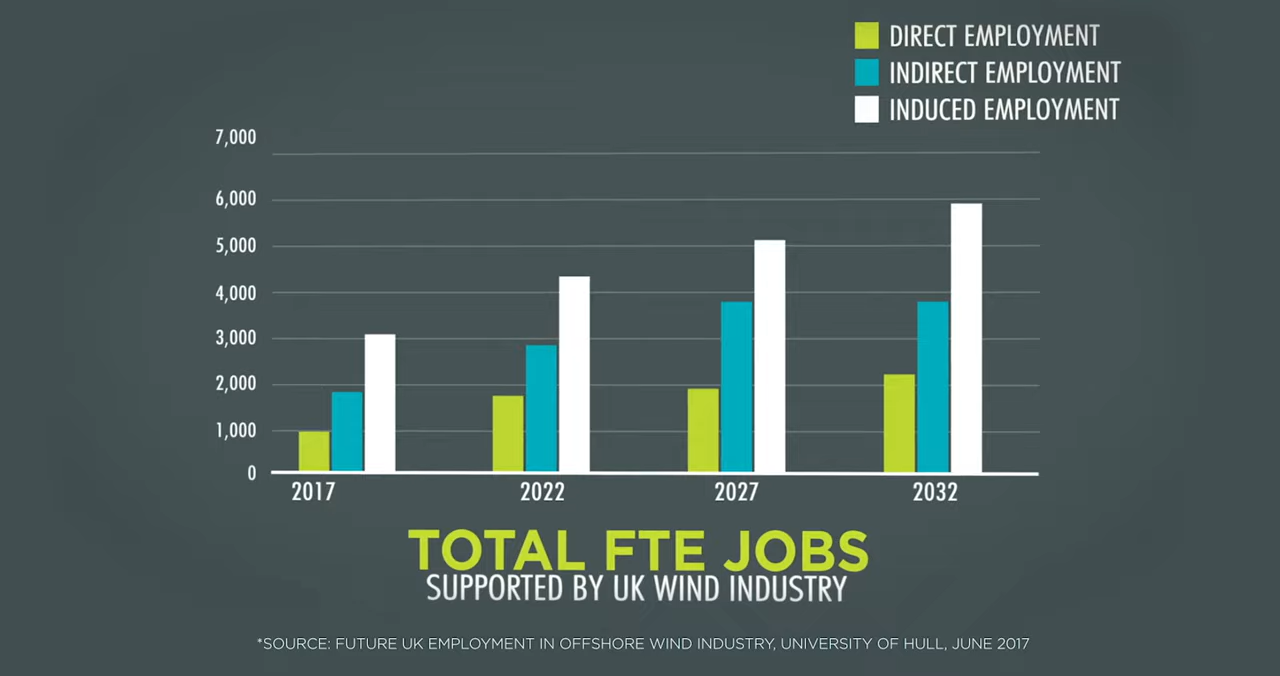 DIRECT EMPLOYMENT
INDIRECT EMPLOYMENT
INDUCED EMPLOYMENT
7,000
6,000
5,000
4,000
3,000
2,000
1,000
0
2017 2022 2027 2032
TOTAL FTE JOBS
SUPPORTED BY UK WIND INDUSTRY
*SOURCE: FUTURE UK EMPLOYMENT IN OFFSHORE WIND INDUSTRY, UNIVERSITY OF HULL, JUNE 2017